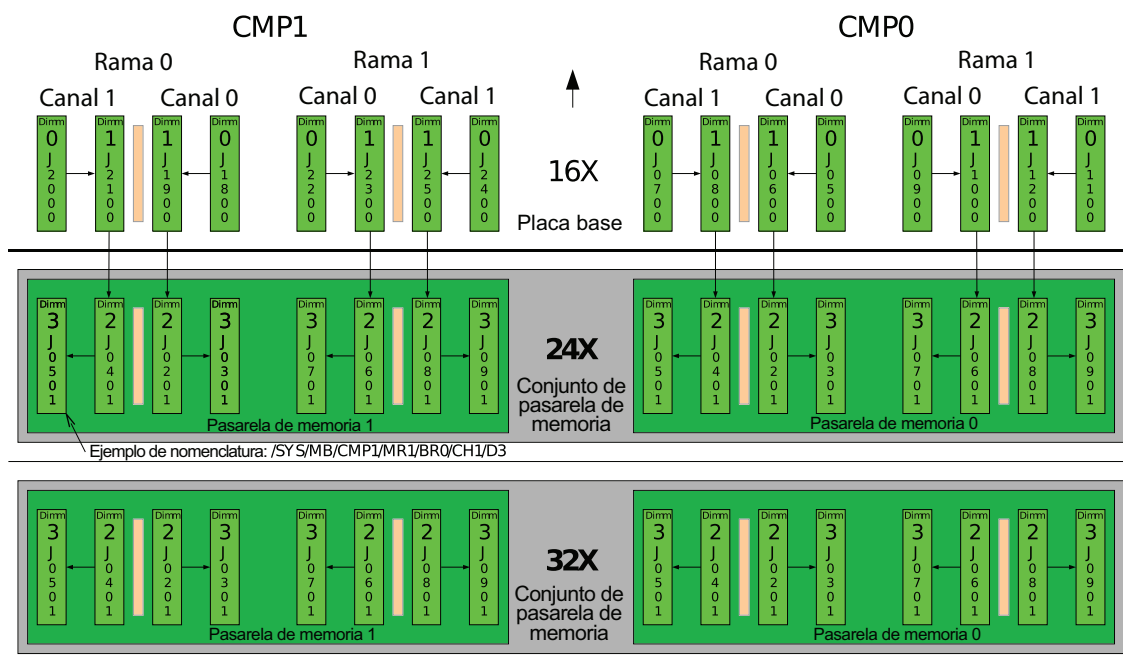 CMP1 CMP0
Rama 0 Rama 1 Rama 0 Rama 1
Canal 1 Canal 0 Canal 0 Canal 1 Canal 1 Canal 0 Canal 0 Canal 1
Dimm Dimm Dimm Dimm Dimm Dimm Dimm Dimm Dimm Dimm Dimm Dimm Dimm Dimm Dimm Dimm
0 1 1 0 0 1 1 0 0 1 1 0 0 1 1 0
J2000 J2100 J1900 J1800 J2200 J2300 J2500 J2400 J0700 J0800 J0600 J0500 J0900 J1000 J1200 J1100
16X
Placa base
Dimm Dimm Dimm Dimm Dimm Dimm Dimm Dimm Dimm Dimm Dimm Dimm Dimm Dimm Dimm Dimm
3 2 2 3 3 2 2 3 3 2 2 3 3 2 2 3
J0501 J0401 J0201 J0301 J0701 J0601 J0801 J0901 J0501 J0401 J0201 J0301 J0701 J0601 J0801 J0901
24X
Conjunto de
pasarela de
memoria
Pasarela de memoria 1 Pasarela de memoria 0
Ejemplo de nomenclatura: /SYS/MB/CMP1/MR1/BR0/CH1/D3
Dimm Dimm Dimm Dimm Dimm Dimm Dimm Dimm Dimm Dimm Dimm Dimm Dimm Dimm Dimm Dimm
3 2 2 3 3 2 2 3 3 2 2 3 3 2 2 3
J0501 J0401 J0201 J0301 J0701 J0601 J0801 J0901 J0501 J0401 J0201 J0301 J0701 J0601 J0801 J0901
32X
Conjunto de
pasarela de
memoria
Pasarela de memoria 1 Pasarela de memoria 0